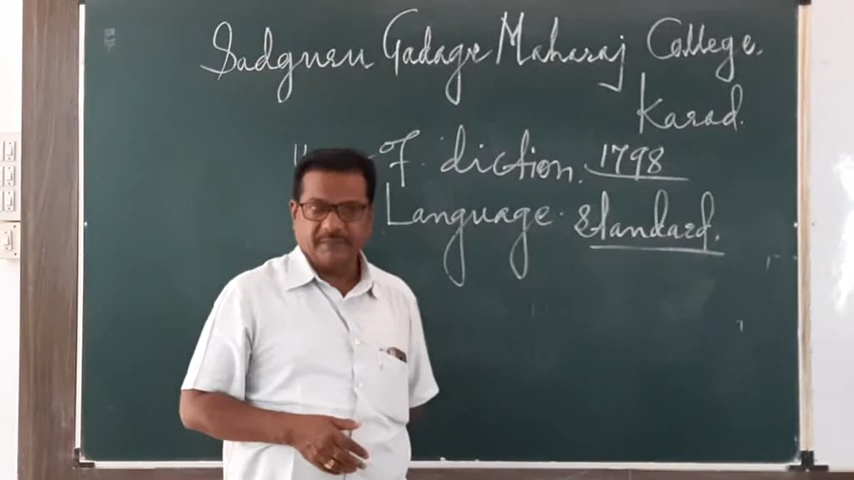 Sadguru Gadage Maharaj College.
Karad.
of diction. 1798
Language Standard.